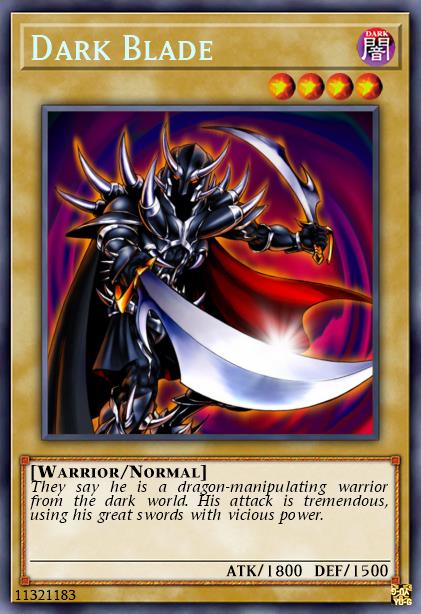 Dark Blade
DARK
闇
[Warrior/Normal]
They say he is a dragon-manipulating warrior
from the dark world. His attack is tremendous,
using his great swords with vicious power.
ATK/1800 DEF/1500
11321183